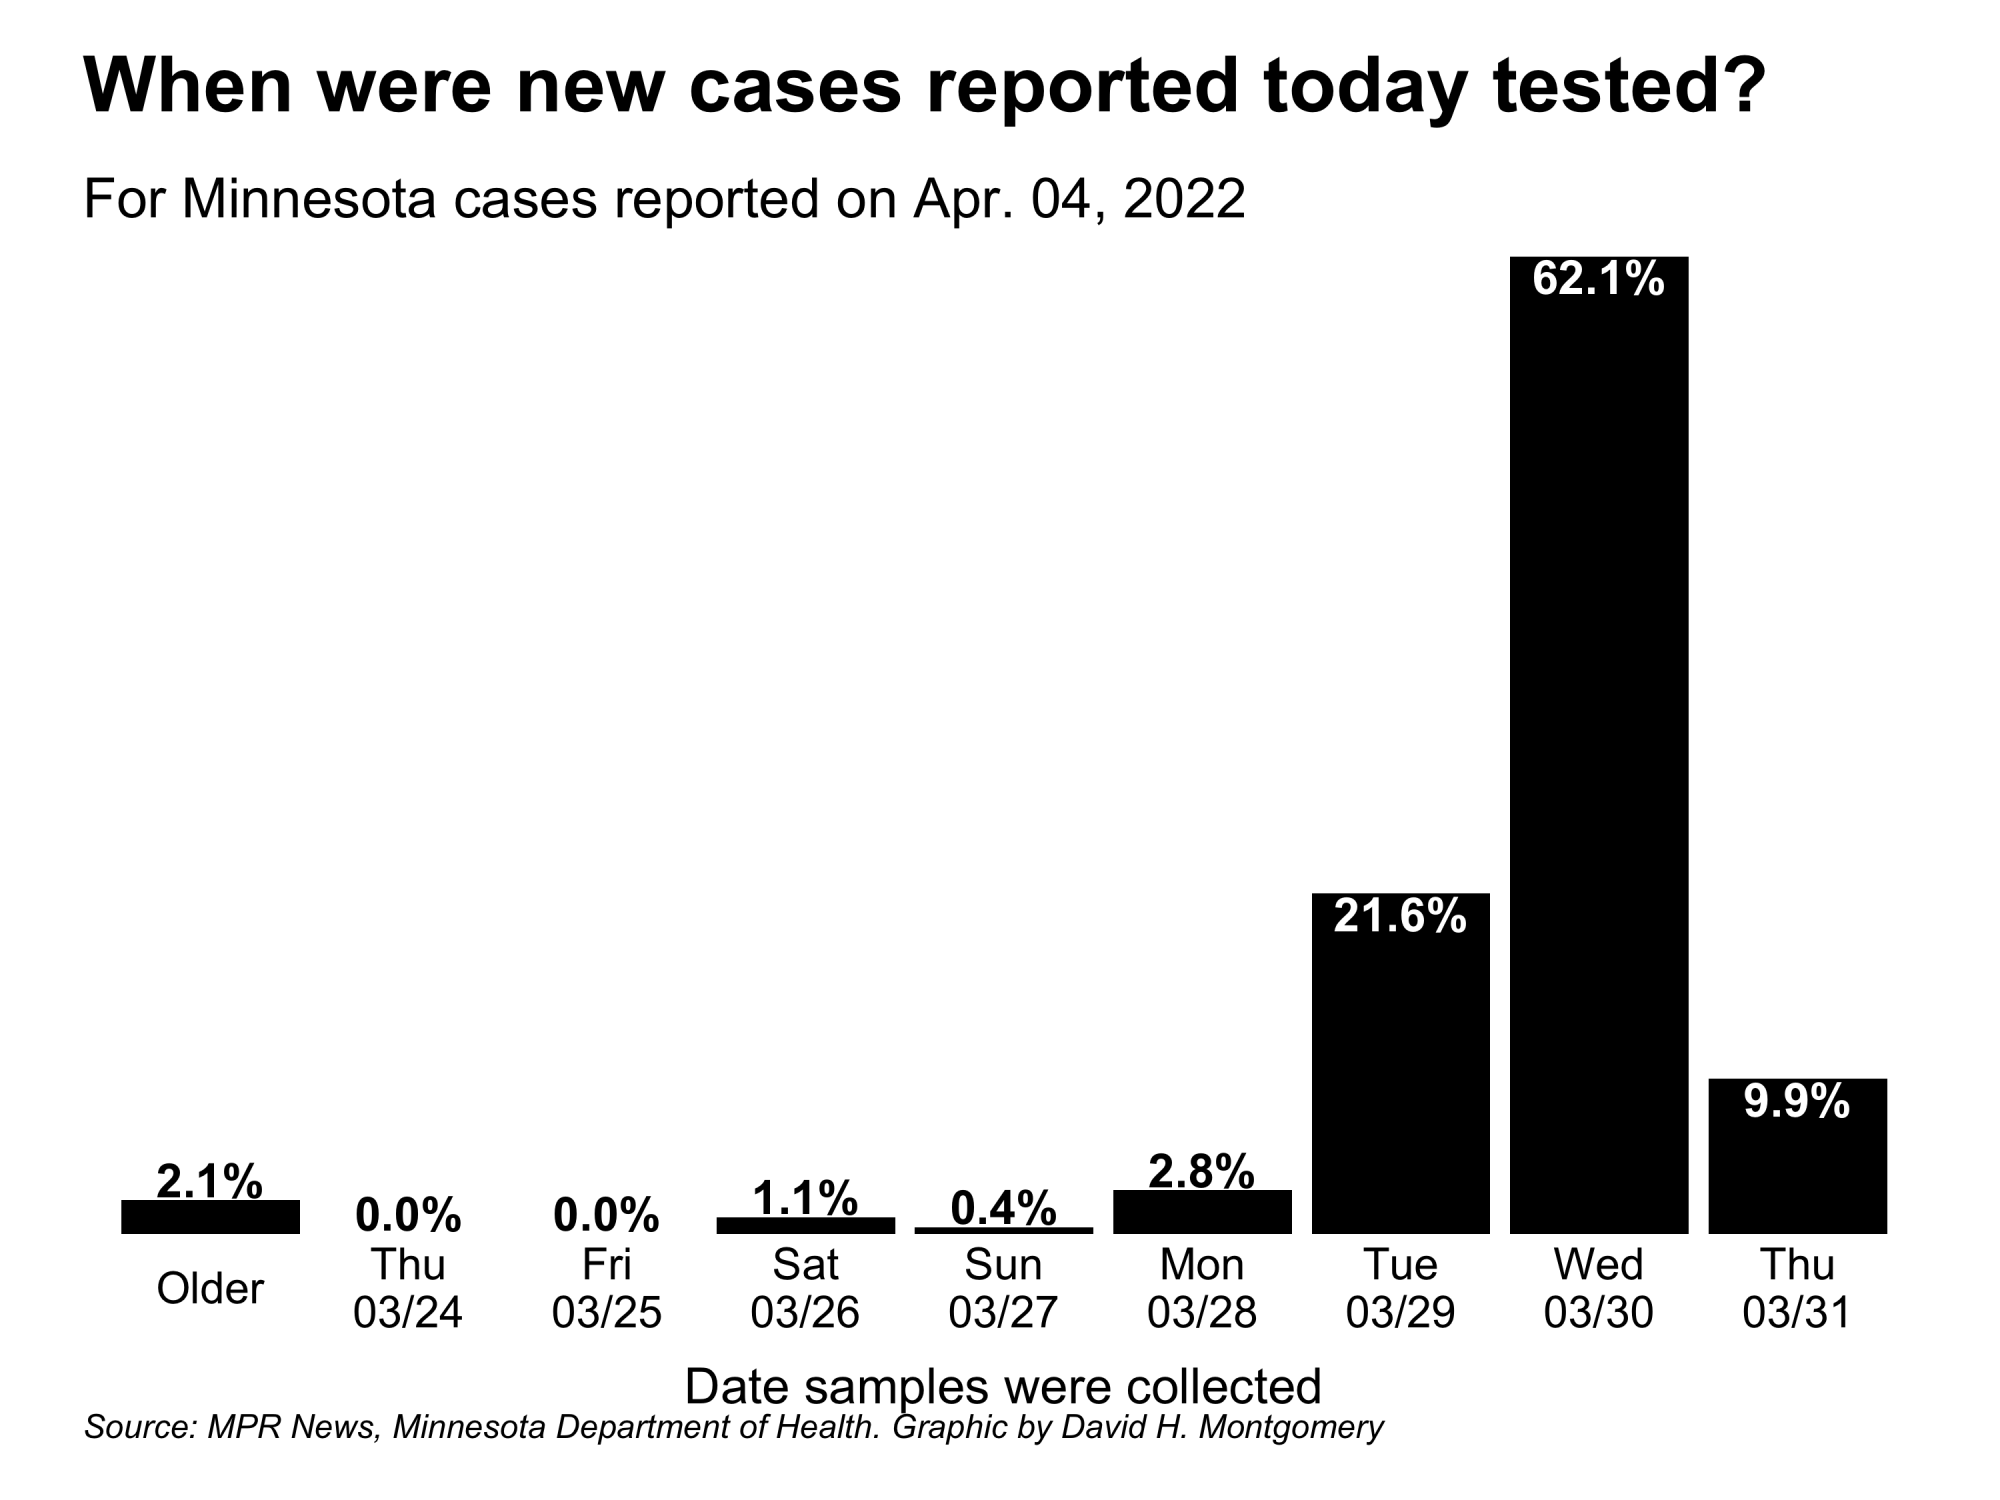 When were new cases reported today tested?
For Minnesota cases reported on Apr. 04, 2022
62.1%
21.6%
9.9%
2.8%
2.1%
1.1%
0.4%
0.0%
0.0%
Older
Thu
03/24
Fri
03/25
Sat
03/26
Sun
03/27
Mon
03/28
Tue
03/29
Wed
03/30
Thu
03/31
Date samples were collected
Source: MPR News, Minnesota Department of Health. Graphic by David H. Montgomery